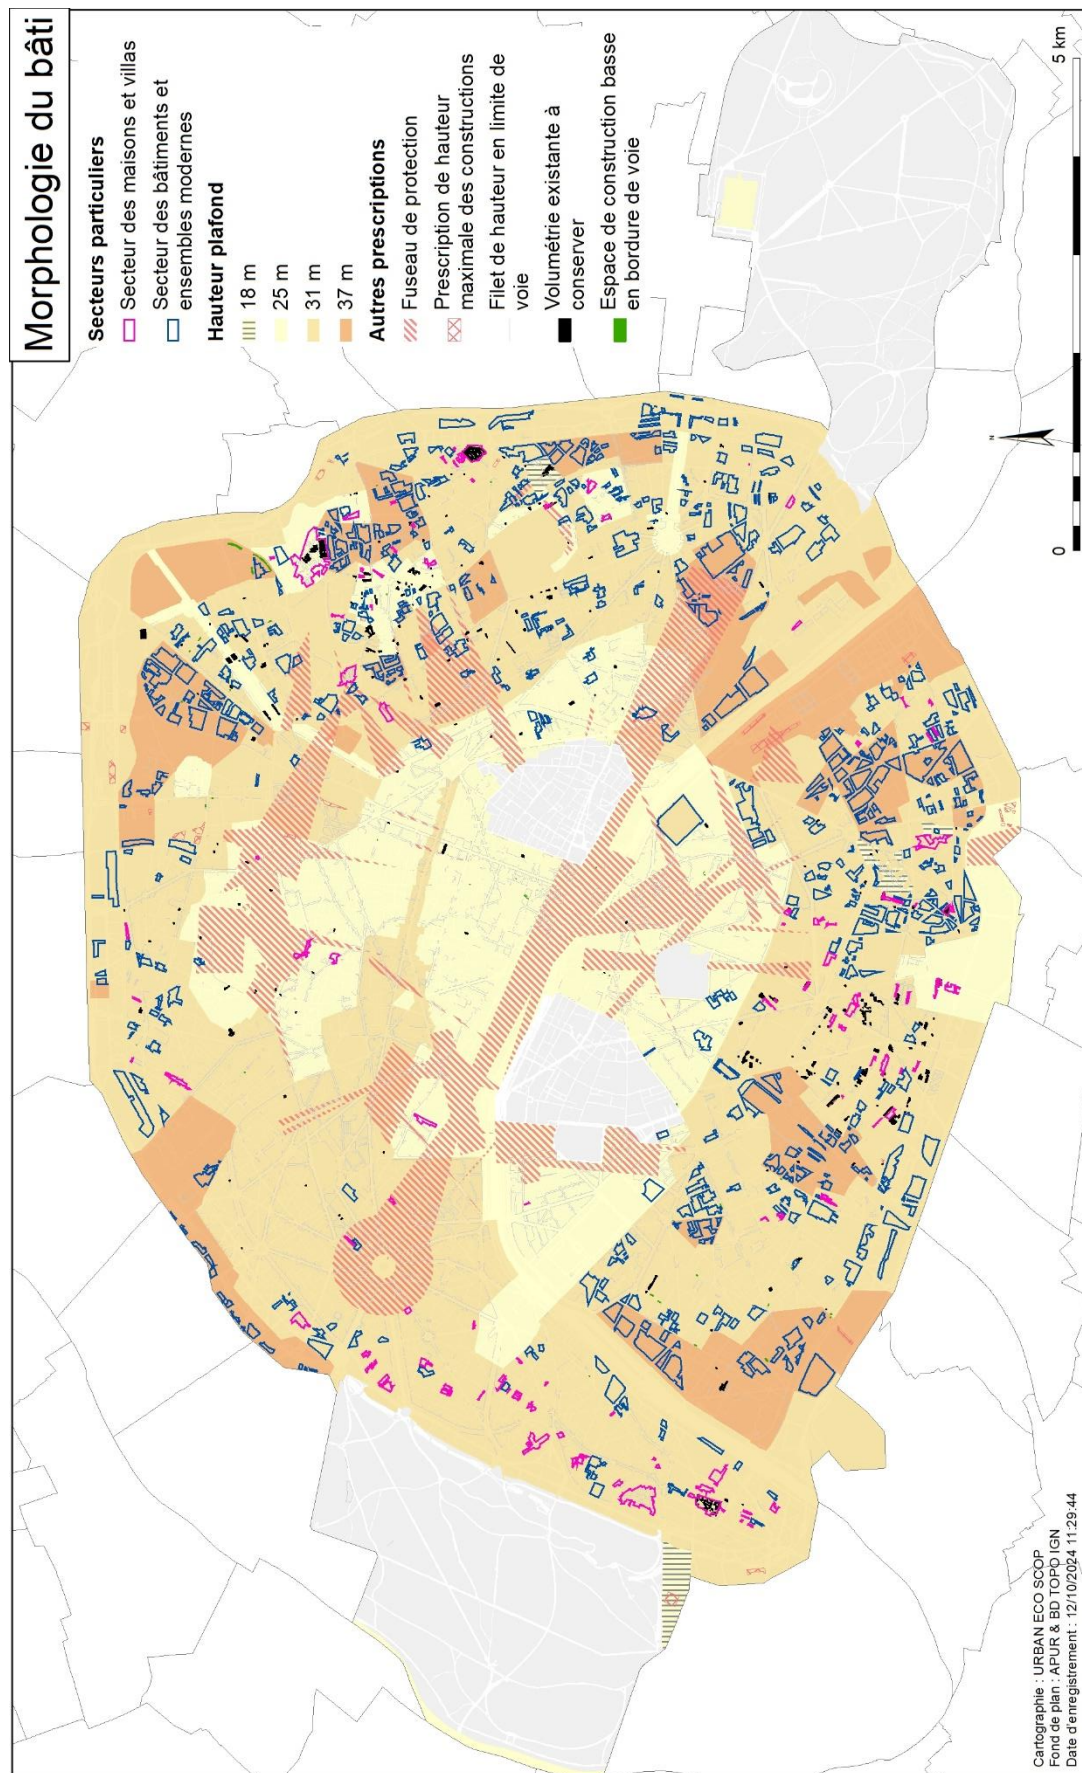 Morphologie du bâti
Secteurs particuliers
Secteur des maisons et villas
Secteur des bâtiments et
ensembles modernes
Hauteur plafond
18 m
25 m
31 m
37 m
Autres prescriptions
Fuseau de protection
Prescription de hauteur
maximale des constructions
Filet de hauteur en limite de
voie
Volumétrie existante à
conserver
Espace de construction basse
en bordure de voie
N
0
5 km
Cartographie : URBAN ECO SCOP
Fond de plan : APUR & BD TOPO IGN
Date d'enregistrement : 12/10/2024 11:29:44